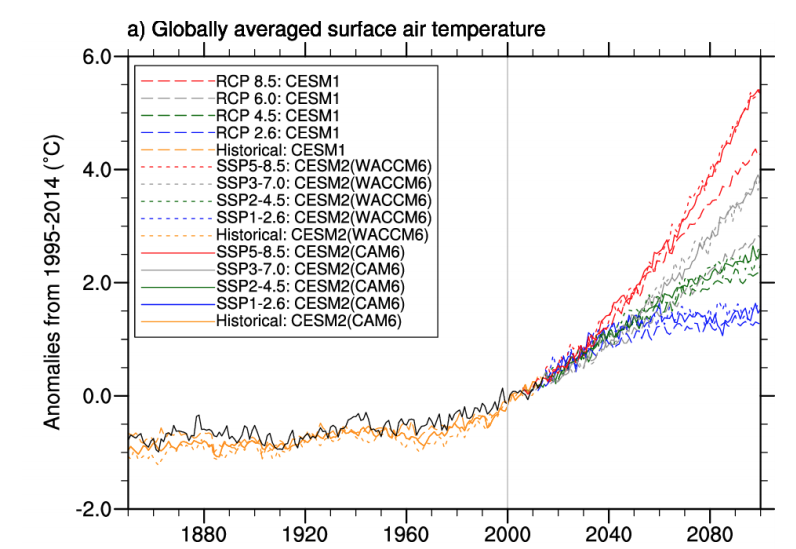 a) Globally averaged surface air temperature
6.0
4.0
2.0
0.0
-2.0
Anomalies from 1995-2014 (°C)
RCP 8.5: CESM1
RCP 6.0: CESM1
RCP 4.5: CESM1
RCP 2.6: CESM1
Historical: CESM1
SSP5-8.5: CESM2(WACCM6)
SSP3-7.0: CESM2(WACCM6)
SSP2-4.5: CESM2(WACCM6)
SSP1-2.6: CESM2(WACCM6)
Historical: CESM2(WACCM6)
SSP5-8.5: CESM2(CAM6)
SSP3-7.0: CESM2(CAM6)
SSP2-4.5: CESM2(CAM6)
SSP1-2.6: CESM2(CAM6)
Historical: CESM2(CAM6)
1880 1920 1960 2000 2040 2080